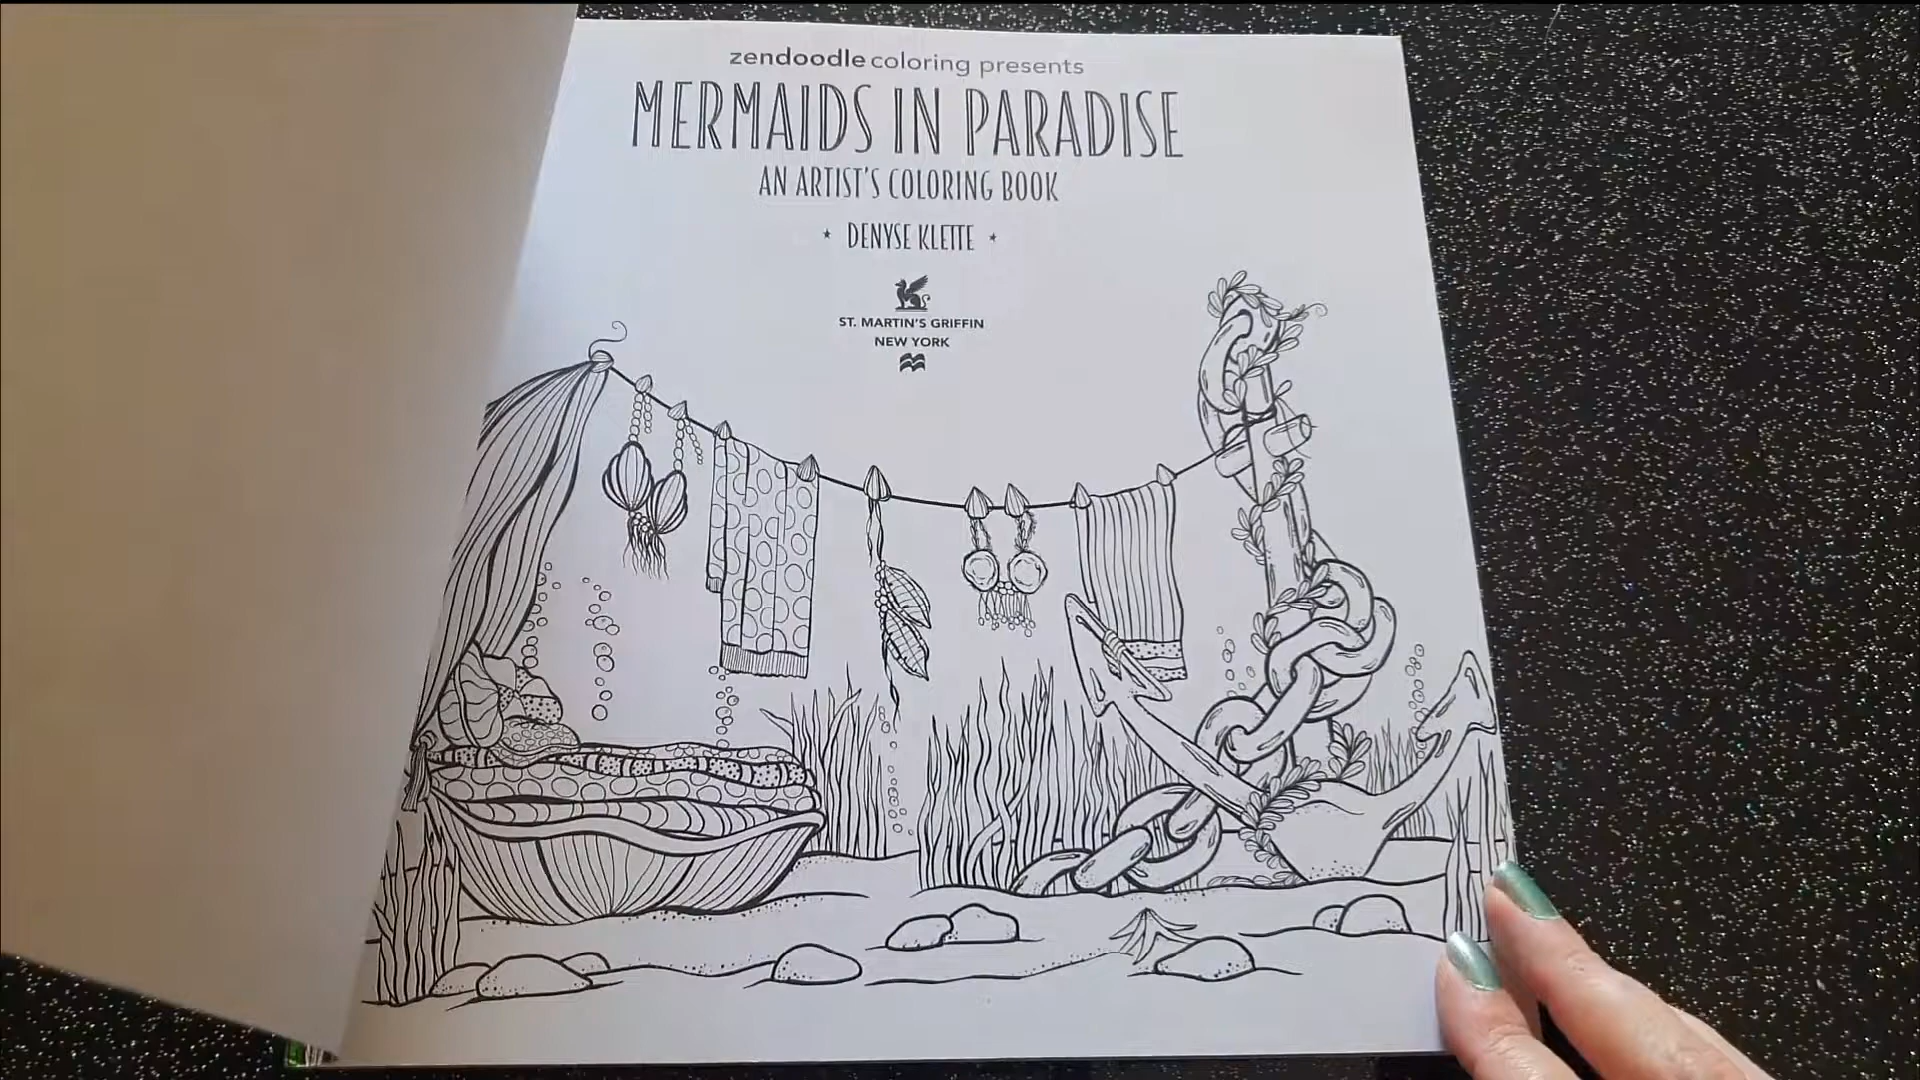 zendoodle coloring presents
MERMAIDS IN PARADISE
AN ARTIST'S COLORING BOOK
★ DENYSE KLETTE ★
ST. MARTIN'S GRIFFIN
NEW YORK